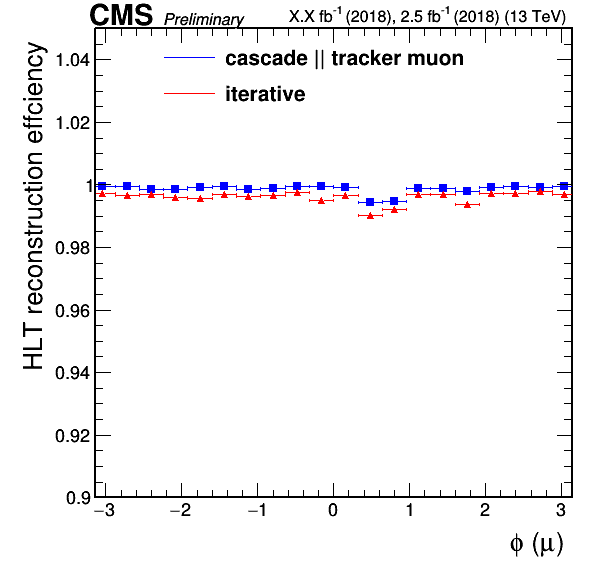 CMS Preliminary X.X fb⁻¹ (2018), 2.5 fb⁻¹ (2018) (13 TeV)
cascade || tracker muon
iterative
HLT reconstruction effciency
1.04
1.02
1
0.98
0.96
0.94
0.92
0.9
−3 −2 −1 0 1 2 3
ϕ (μ)